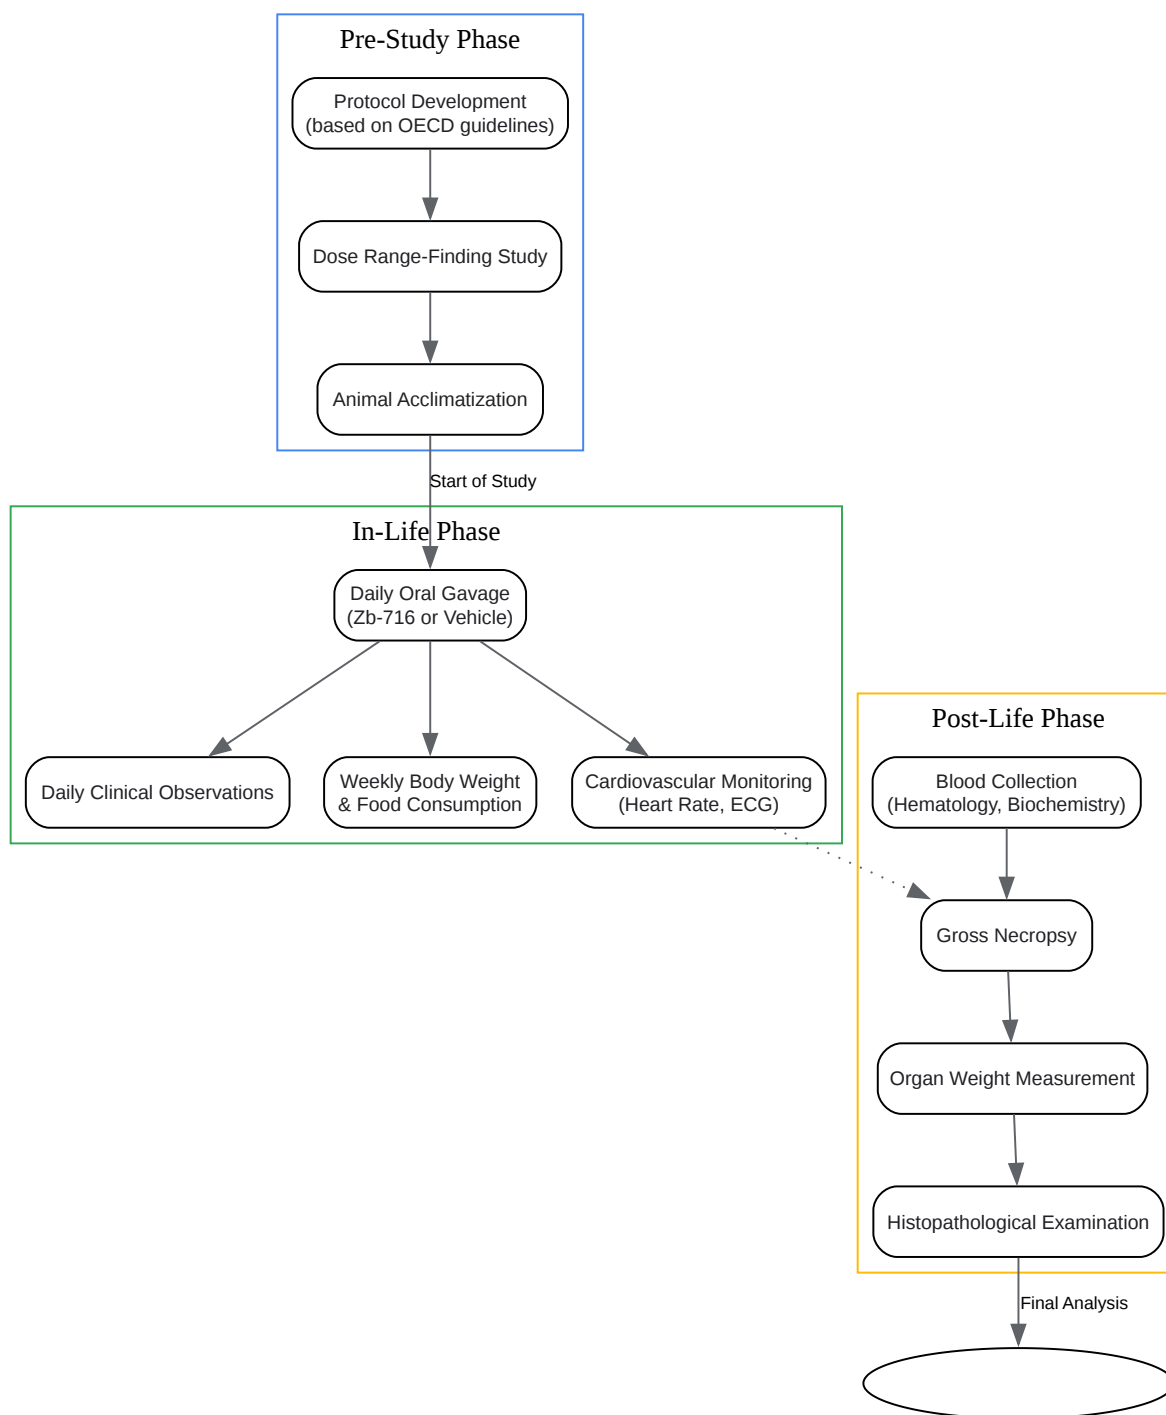 Pre-Study Phase
Protocol Development
(based on OECD guidelines)
Dose Range-Finding Study
Animal Acclimatization
Start of Study
In-Life Phase
Daily Oral Gavage
(Zb-716 or Vehicle)
Daily Clinical Observations
Weekly Body Weight
& Food Consumption
Cardiovascular Monitoring
(Heart Rate, ECG)
Post-Life Phase
Blood Collection
(Hematology, Biochemistry)
Gross Necropsy
Organ Weight Measurement
Histopathological Examination
Final Analysis